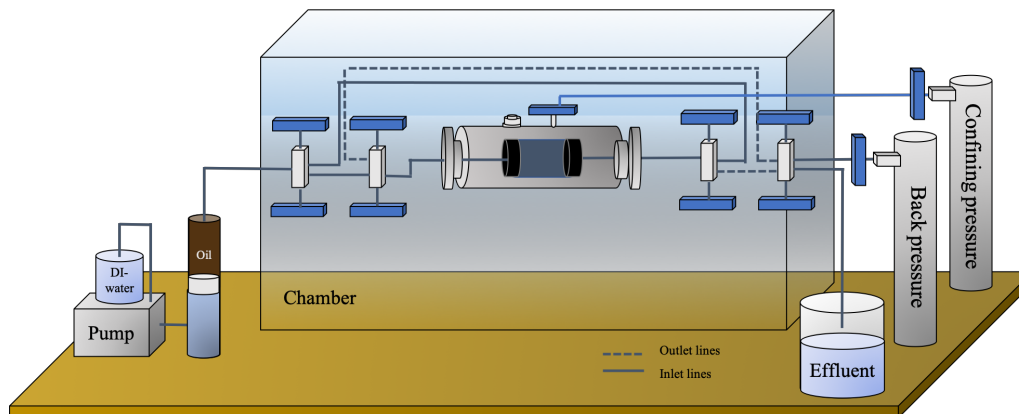 Confining pressure
Back pressure
Oil
DI-
water
Pump
Chamber
Outlet lines
Inlet lines
Effluent